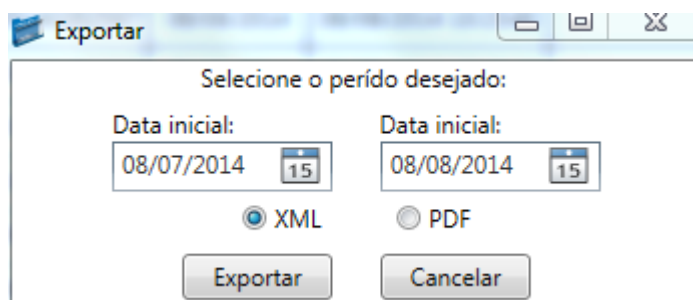 Exportar
Selecione o perído desejado:
Data inicial: Data inicial:
08/07/2014 15 08/08/2014 15
XML PDF
Exportar Cancelar